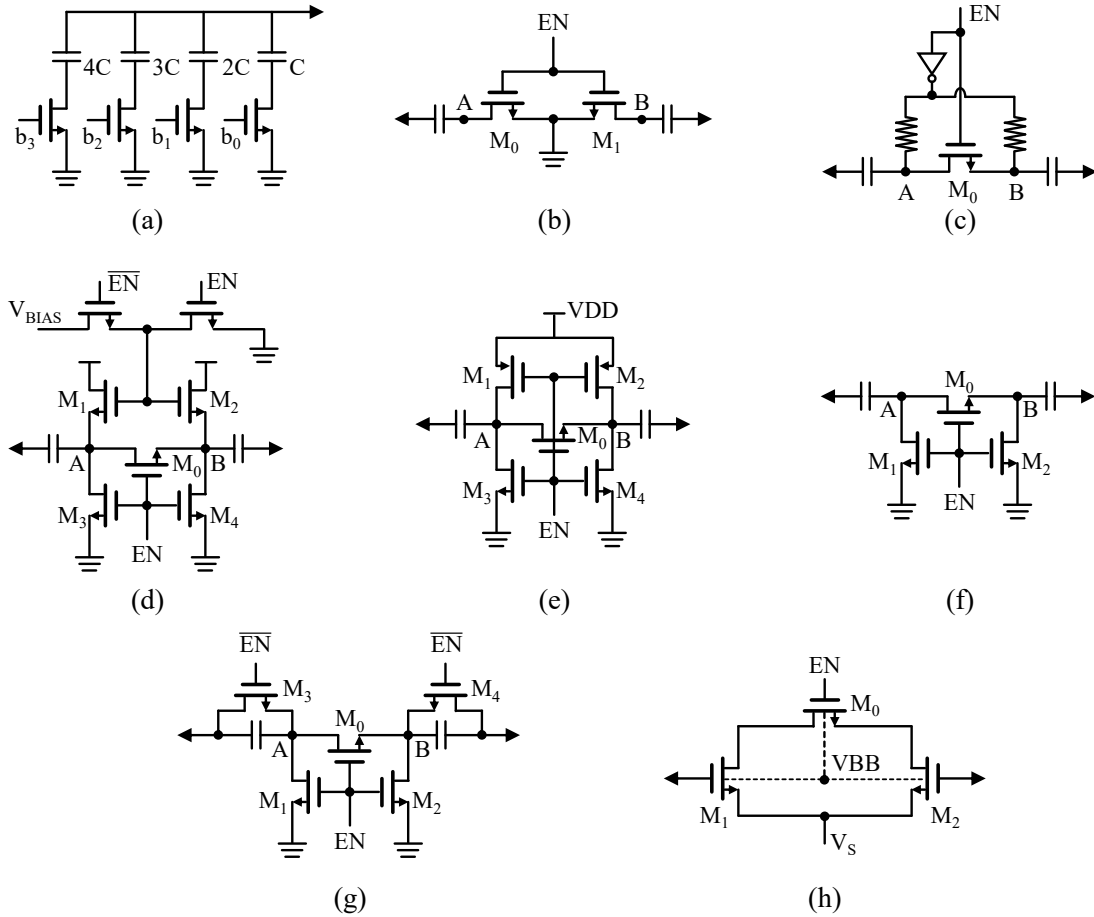 4C 3C 2C C
b3 b2 b1 b0
(a)
EN
A B
M0 M1
(b)
EN
A M0 B
(c)
EN EN
VBIAS
M1 M2
A M0 B
M3 M4
EN
(d)
VDD
M1 M2
A M0 B
M3 M4
EN
(e)
M0
A B
M1 M2
EN
(f)
EN EN
M3 M4
M0
A B
M1 M2
EN
(g)
EN
M0
VBB
M1 M2
VS
(h)